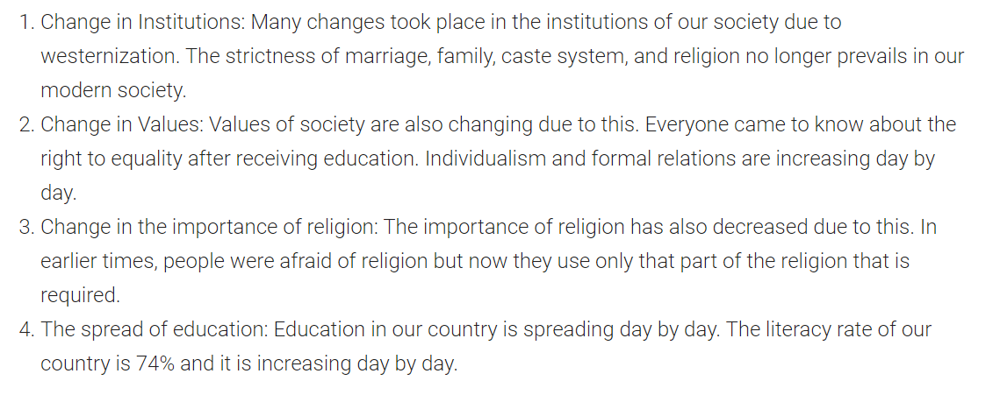 1. Change in Institutions: Many changes took place in the institutions of our society due to
westernization. The strictness of marriage, family, caste system, and religion no longer prevails in our
modern society.
2. Change in Values: Values of society are also changing due to this. Everyone came to know about the
right to equality after receiving education. Individualism and formal relations are increasing day by
day.
3. Change in the importance of religion: The importance of religion has also decreased due to this. In
earlier times, people were afraid of religion but now they use only that part of the religion that is
required.
4. The spread of education: Education in our country is spreading day by day. The literacy rate of our
country is 74% and it is increasing day by day.